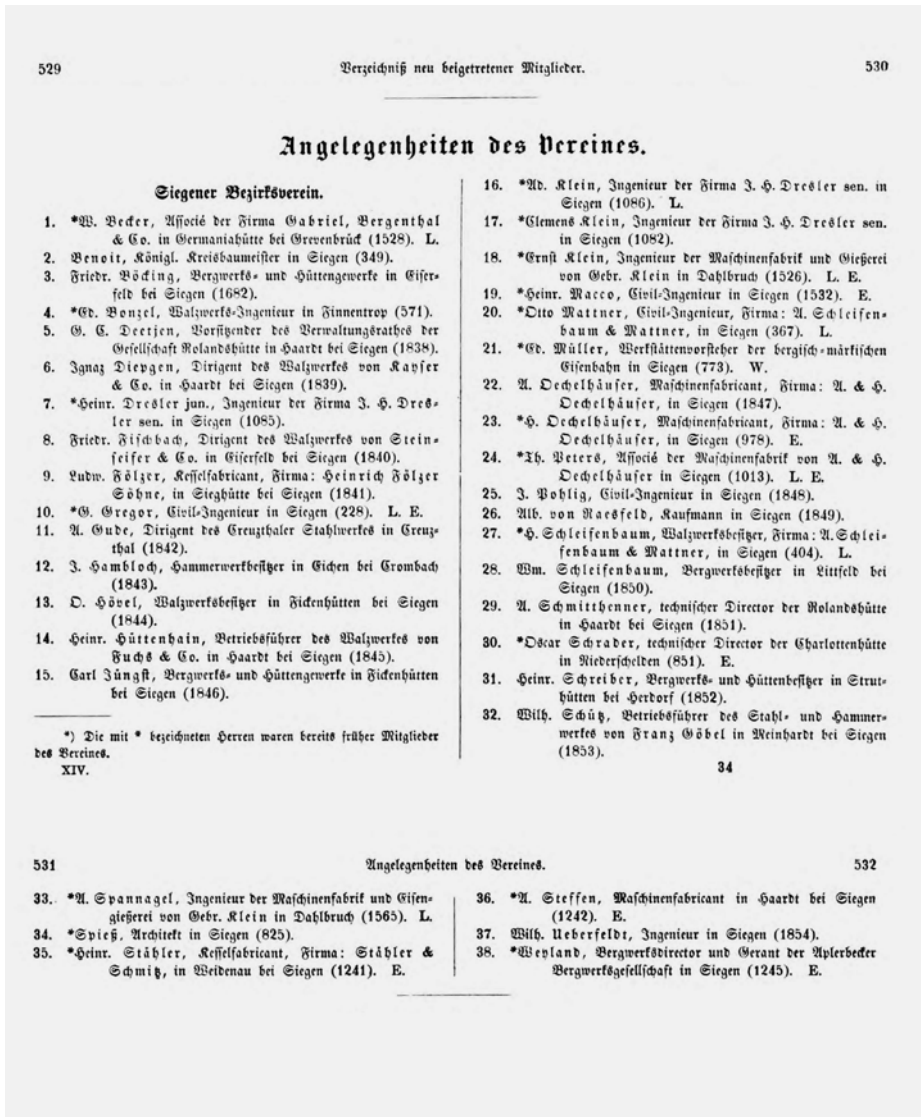 529
Verzeichniß neu beigetretener Mitglieder.
530
Angelegenheiten des Vereines.
Siegener Bezirksverein.
1. *W. Becker, Associé der Firma Gabriel, Bergenthal
& Co. in Germaniahütte bei Grevenbrück (1528). L.
2. Benoit, Königl. Kreisbaumeister in Siegen (349).
3. Friedr. Böcking, Bergwerks- und Hüttengewerke in Eiser-
feld bei Siegen (1682).
4. *Ed. Bonzel, Walzwerks-Ingenieur in Finnentrop (571).
5. G. C. Deetjen, Vorsitzender des Verwaltungsrathes der
Gesellschaft Rolandshütte in Haardt bei Siegen (1838).
6. Ignaz Diepgen, Dirigent des Walzwerkes von Kayser
& Co. in Haardt bei Siegen (1839).
7. *Heinr. Dresler jun., Ingenieur der Firma J. H. Dres-
ler sen. in Siegen (1085).
8. Friedr. Fischbach, Dirigent des Walzwerkes von Stein-
seifer & Co. in Eiserfeld bei Siegen (1840).
9. Ludw. Fölzer, Kesselfabricant, Firma: Heinrich Fölzer
Söhne, in Sieghütte bei Siegen (1841).
10. *G. Gregor, Civil-Ingenieur in Siegen (228). L. E.
11. A. Gude, Dirigent des Creuzthaler Stahlwerkes in Creuz-
thal (1842).
12. J. Hambloch, Hammerwerkbesitzer in Eichen bei Crombach
(1843).
13. O. Hövel, Walzwerksbesitzer in Fickenhütten bei Siegen
(1844).
14. Heinr. Hüttenhain, Betriebsführer des Walzwerkes von
Fuchs & Co. in Haardt bei Siegen (1845).
15. Carl Jüngst, Bergwerks- und Hüttengewerke in Fickenhütten
bei Siegen (1846).
*) Die mit * bezeichneten Herren waren bereits früher Mitglieder
des Vereines.
XIV.
16. *Ad. Klein, Ingenieur der Firma J. H. Dresler sen. in
Siegen (1086). L.
17. *Clemens Klein, Ingenieur der Firma J. H. Dresler sen.
in Siegen (1082).
18. *Ernst Klein, Ingenieur der Maschinenfabrik und Gießerei
von Gebr. Klein in Dahlbruch (1526). L. E.
19. *Heinr. Macco, Civil-Ingenieur in Siegen (1532). E.
20. *Otto Mattner, Civil-Ingenieur, Firma: A. Schleifen-
baum & Mattner, in Siegen (367). L.
21. *Ed. Müller, Werkstättenvorsteher der bergisch-märkischen
Eisenbahn in Siegen (773). W.
22. A. Oechelhäuser, Maschinenfabricant, Firma: A. & H.
Oechelhäuser, in Siegen (1847).
23. *H. Oechelhäuser, Maschinenfabricant, Firma: A. & H.
Oechelhäuser, in Siegen (978). E.
24. *Th. Peters, Associé der Maschinenfabrik von A. & H.
Oechelhäuser in Siegen (1013). L. E.
25. J. Pohlig, Civil-Ingenieur in Siegen (1848).
26. Alb. von Raesfeld, Kaufmann in Siegen (1849).
27. *H. Schleifenbaum, Walzwerksbesitzer, Firma: A. Schlei-
fenbaum & Mattner, in Siegen (404). L.
28. Wm. Schleifenbaum, Bergwerksbesitzer in Littfeld bei
Siegen (1850).
29. A. Schmitthenner, technischer Director der Rolandshütte
in Haardt bei Siegen (1851).
30. *Oscar Schrader, technischer Director der Charlottenhütte
in Niederschelden (851). E.
31. Heinr. Schreiber, Bergwerks- und Hüttenbesitzer in Strut-
hütten bei Herdorf (1852).
32. Wilh. Schütz, Betriebsführer des Stahl- und Hammer-
werkes von Franz Göbel in Meinhardt bei Siegen
(1853).
34
531
Angelegenheiten des Vereines.
532
33. *A. Spannagel, Ingenieur der Maschinenfabrik und Eisen-
gießerei von Gebr. Klein in Dahlbruch (1565). L.
34. *Spieß, Architekt in Siegen (825).
35. *Heinr. Stähler, Kesselfabricant, Firma: Stähler &
Schmitz, in Weidenau bei Siegen (1241). E.
36. *A. Steffen, Maschinenfabricant in Haardt bei Siegen
(1242). E.
37. Wilh. Ueberfeldt, Ingenieur in Siegen (1854).
38. *Weyland, Bergwerksdirector und Gerant der Aplerbecker
Bergwerksgesellschaft in Siegen (1245). E.